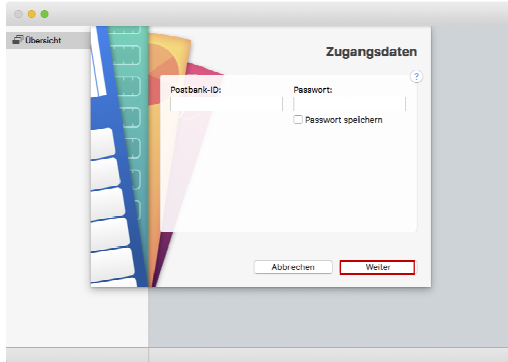 Übersicht
Zugangsdaten
?
Postbank-ID:
Passwort:
Passwort speichern
Abbrechen
Weiter